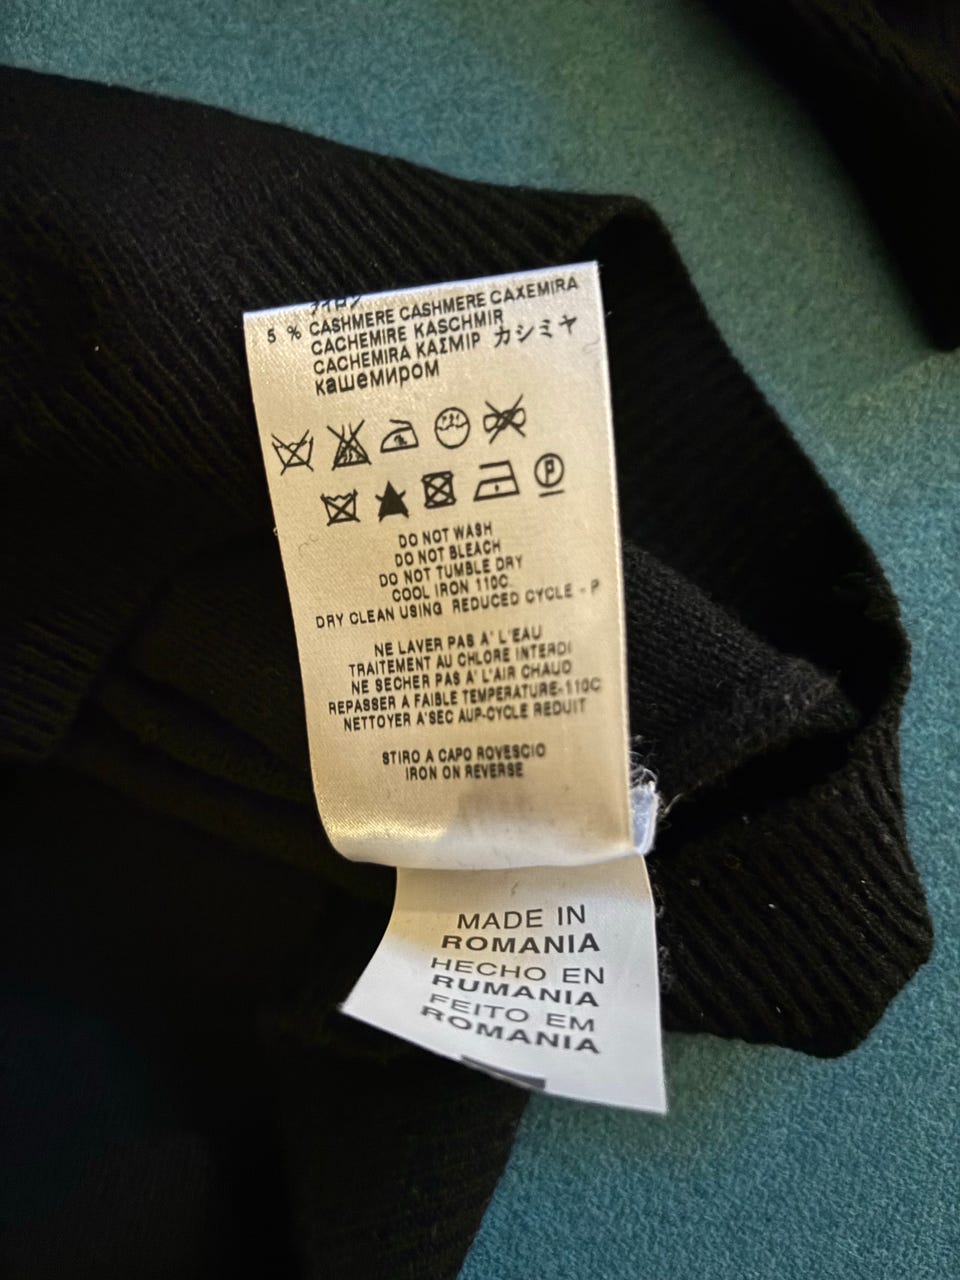 5 % CASHMERE CASHMERE CAXEMIRA
CACHEMIRE KASCHMIR
CACHEMIRA ΚΑΣΜΙΡ カシミヤ
кашемиром
P
DO NOT WASH
DO NOT BLEACH
DO NOT TUMBLE DRY
COOL IRON 110C
DRY CLEAN USING REDUCED CYCLE - P
NE LAVER PAS A' L'EAU
TRAITEMENT AU CHLORE INTERDI
NE SECHER PAS A' L'AIR CHAUD
REPASSER A FAIBLE TEMPERATURE-110C
NETTOYER A'SEC AUP-CYCLE REDUIT
STIRO A CAPO ROVESCIO
IRON ON REVERSE
MADE IN
ROMANIA
HECHO EN
RUMANIA
FEITO EM
ROMANIA